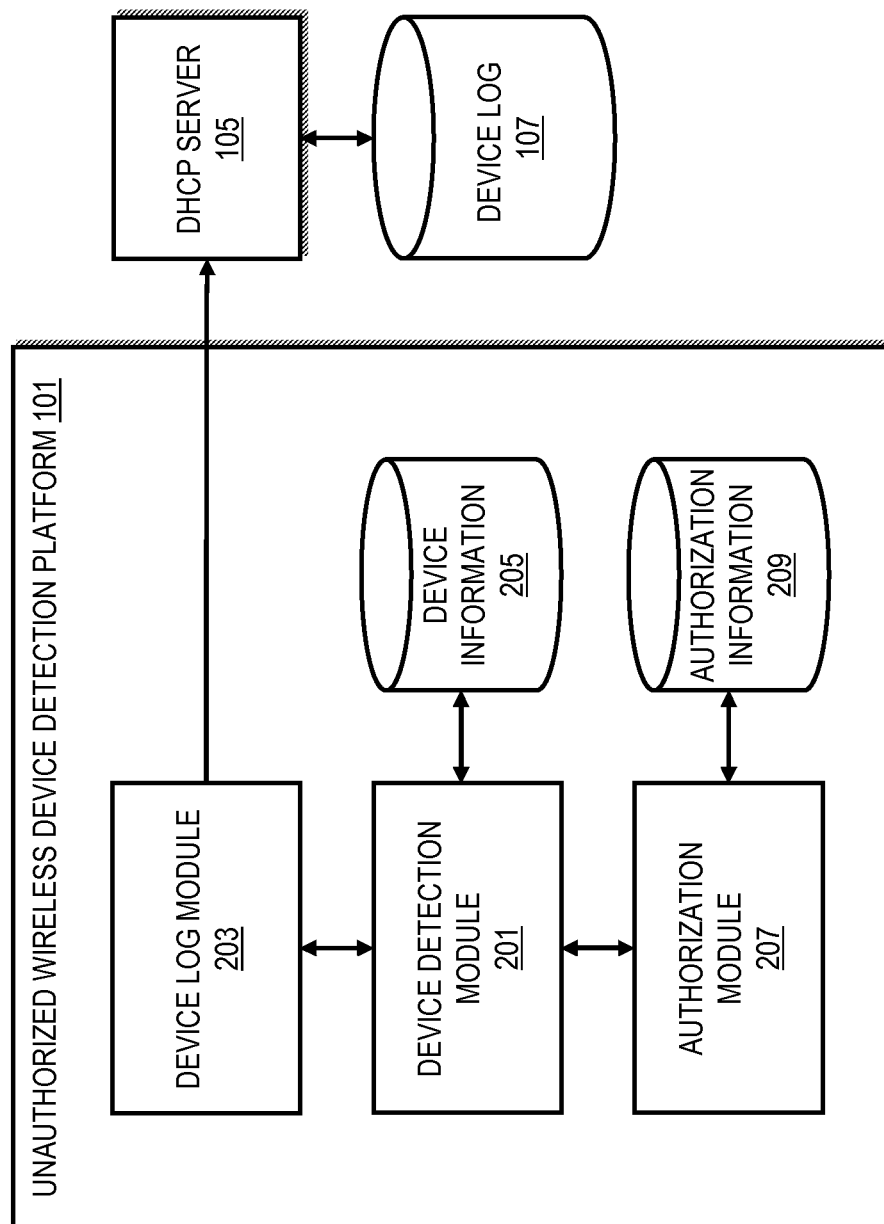 UNAUTHORIZED WIRELESS DEVICE DETECTION PLATFORM 101
DEVICE LOG MODULE
203
DHCP SERVER
105
DEVICE DETECTION
MODULE
201
DEVICE
INFORMATION
205
DEVICE LOG
107
AUTHORIZATION
MODULE
207
AUTHORIZATION
INFORMATION
209